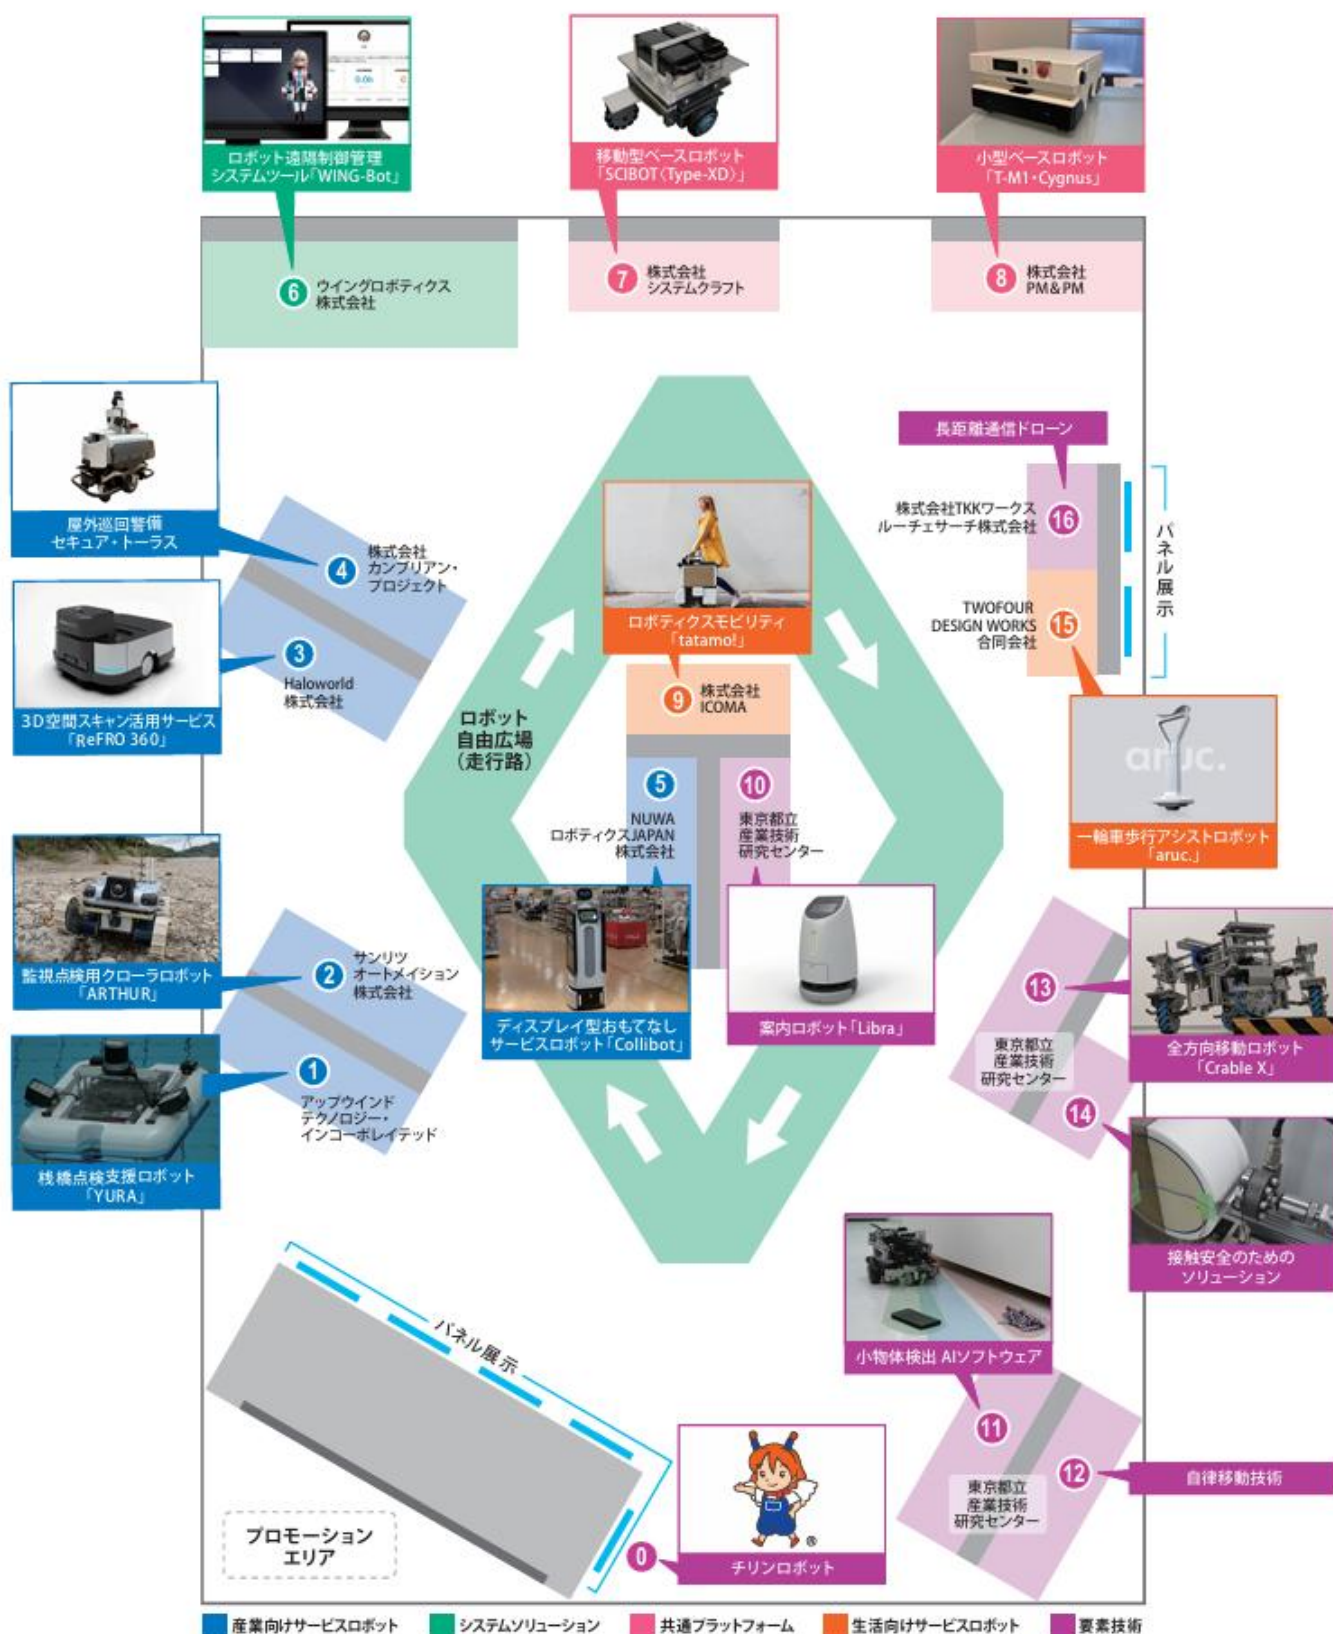 ロボット遠隔制御管理
システムツール「WING-Bot」
移動型ベースロボット
「SCIBOT〈Type-XD〉」
小型ベースロボット
「T-M1・Cygnus」
6
ウイングロボティクス
株式会社
7
株式会社
システムクラフト
8
株式会社
PM&PM
屋外巡回警備
セキュア・トーラス
4
株式会社
カンブリアン・
プロジェクト
3
Haloworld
株式会社
3D空間スキャン活用サービス
「ReFRO 360」
長距離通信ドローン
株式会社TKKワークス
ルーチェサーチ株式会社
16
パネル展示
TWOFOUR
DESIGN WORKS
合同会社
15
aruc.
一輪車歩行アシストロボット
「aruc.」
ロボティクスモビリティ
「tatamo!」
9
株式会社
ICOMA
ロボット
自由広場
（走行路）
5
NUWA
ロボティクスJAPAN
株式会社
10
東京都立
産業技術
研究センター
ディスプレイ型おもてなし
サービスロボット「Collibot」
案内ロボット「Libra」
監視点検用クローラロボット
「ARTHUR」
2
サンリツ
オートメイション
株式会社
1
アップウインド
テクノロジー・
インコーポレイテッド
桟橋点検支援ロボット
「YURA」
13
東京都立
産業技術
研究センター
14
全方向移動ロボット
「Crable X」
接触安全のための
ソリューション
小物体検出 AIソフトウェア
11
12
東京都立
産業技術
研究センター
自律移動技術
パネル展示
プロモーション
エリア
0
®
チリンロボット
産業向けサービスロボット
システムソリューション
共通プラットフォーム
生活向けサービスロボット
要素技術